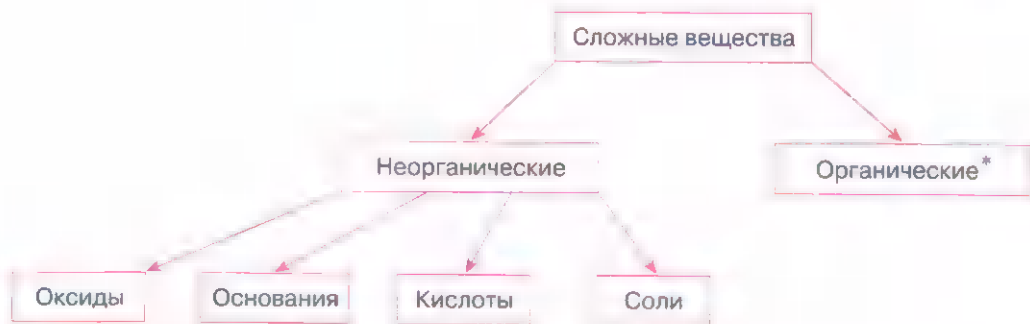 Сложные вещества
Неорганические
Органические*
Оксиды
Основания
Кислоты
Соли